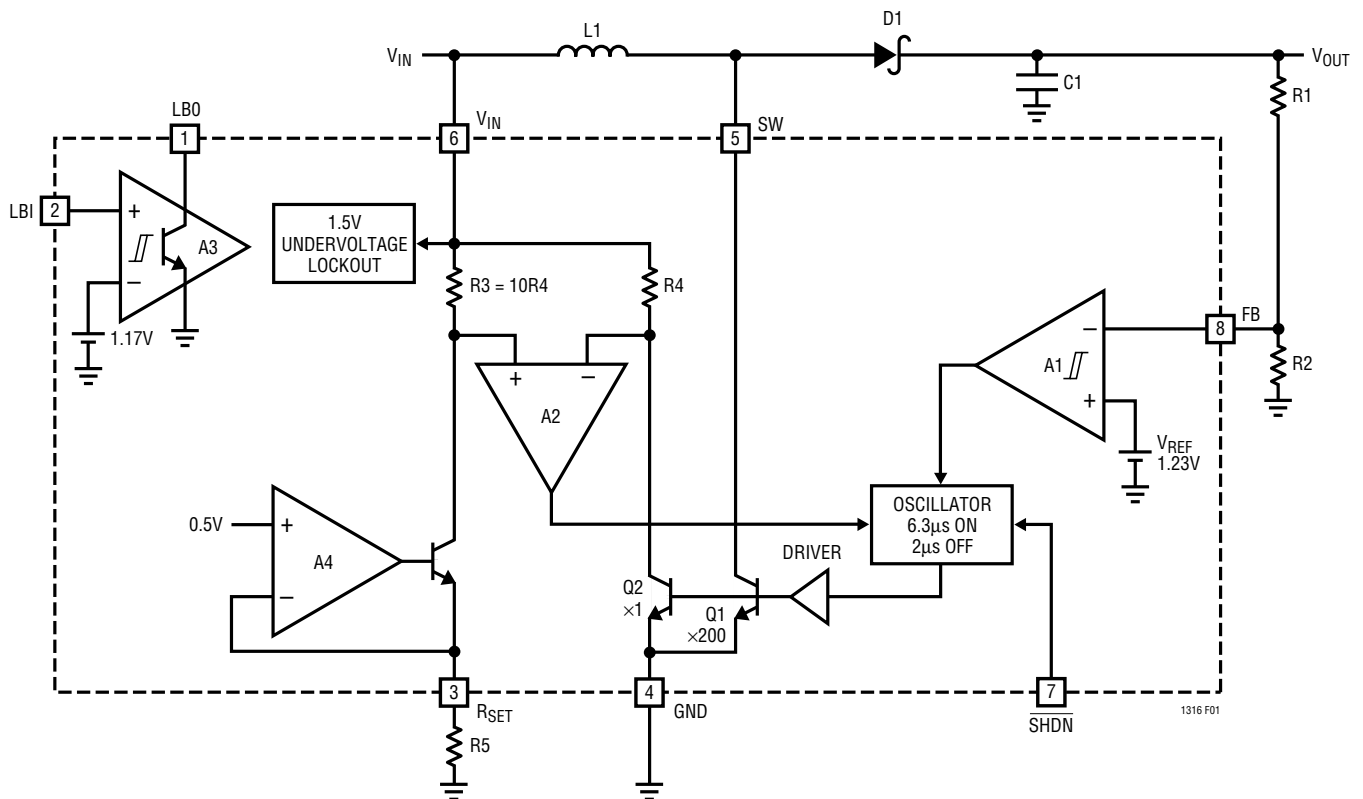 L1
D1
V_IN
V_OUT
C1
R1
LB0
1
V_IN
6
5
SW
LBI
2
+
A3
−
1.17V
1.5V
UNDERVOLTAGE
LOCKOUT
R3 = 10R4
R4
+
−
A2
8
FB
−
A1
+
R2
V_REF
1.23V
0.5V
+
A4
−
OSCILLATOR
6.3μs ON
2μs OFF
DRIVER
Q2
×1
Q1
×200
3
R_SET
4
GND
7
SHDN
R5
1316 F01